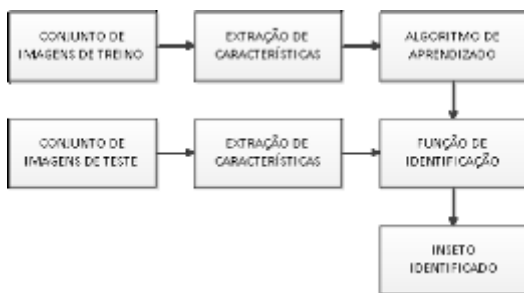 CONJUNTO DE
IMAGENS DE TREINO
EXTRAÇÃO DE
CARACTERÍSTICAS
ALGORITMO DE
APRENDIZADO
CONJUNTO DE
IMAGENS DE TESTE
EXTRAÇÃO DE
CARACTERÍSTICAS
FUNÇÃO DE
IDENTIFICAÇÃO
INSETO
IDENTIFICADO